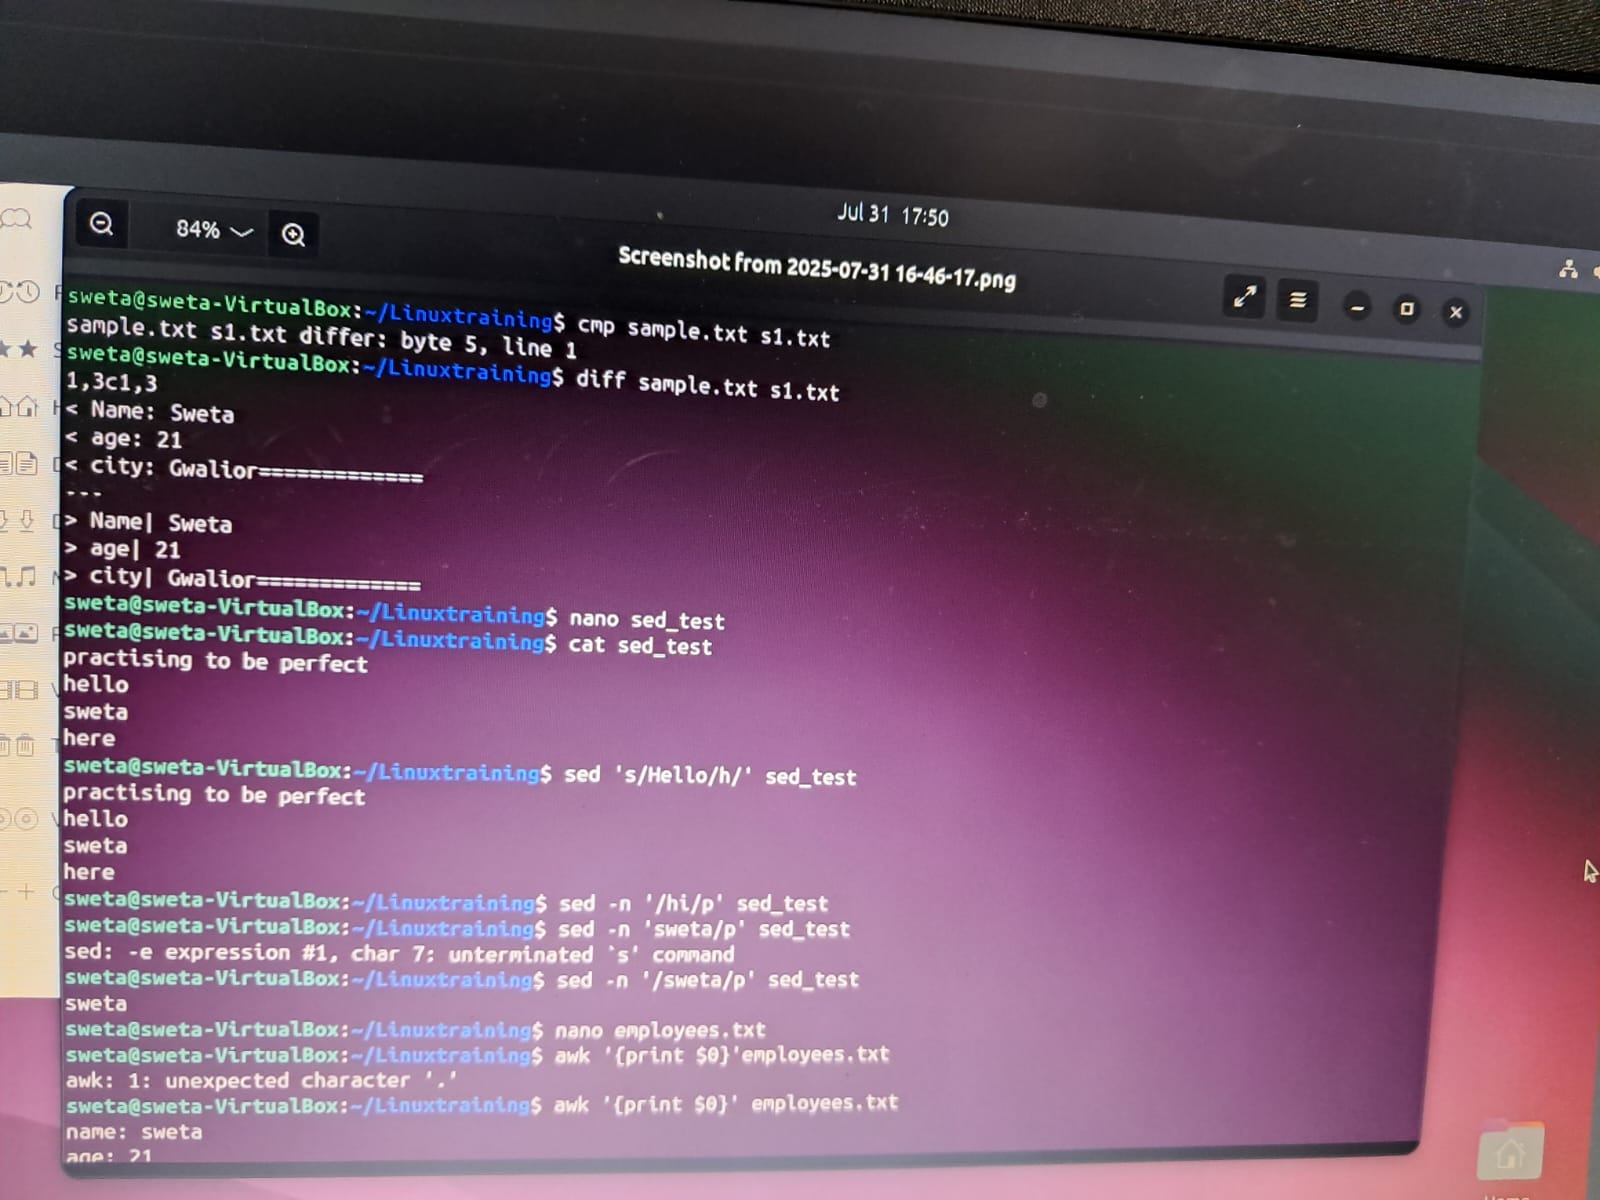 Jul 31 17:50
84%
Screenshot from 2025-07-31 16-46-17.png
sweta@sweta-VirtualBox:~/Linuxtraining$ cmp sample.txt s1.txt
sample.txt s1.txt differ: byte 5, line 1
sweta@sweta-VirtualBox:~/Linuxtraining$ diff sample.txt s1.txt
1,3c1,3
< Name: Sweta
< age: 21
< city: Gwalior=============
---
> Name| Sweta
> age| 21
> city| Gwalior=============
sweta@sweta-VirtualBox:~/Linuxtraining$ nano sed_test
sweta@sweta-VirtualBox:~/Linuxtraining$ cat sed_test
practising to be perfect
hello
sweta
here
sweta@sweta-VirtualBox:~/Linuxtraining$ sed 's/Hello/h/' sed_test
practising to be perfect
hello
sweta
here
sweta@sweta-VirtualBox:~/Linuxtraining$ sed -n '/hi/p' sed_test
sweta@sweta-VirtualBox:~/Linuxtraining$ sed -n 'sweta/p' sed_test
sed: -e expression #1, char 7: unterminated `s' command
sweta@sweta-VirtualBox:~/Linuxtraining$ sed -n '/sweta/p' sed_test
sweta
sweta@sweta-VirtualBox:~/Linuxtraining$ nano employees.txt
sweta@sweta-VirtualBox:~/Linuxtraining$ awk '{print $0}'employees.txt
awk: 1: unexpected character '.'
sweta@sweta-VirtualBox:~/Linuxtraining$ awk '{print $0}' employees.txt
name: sweta
age: 21